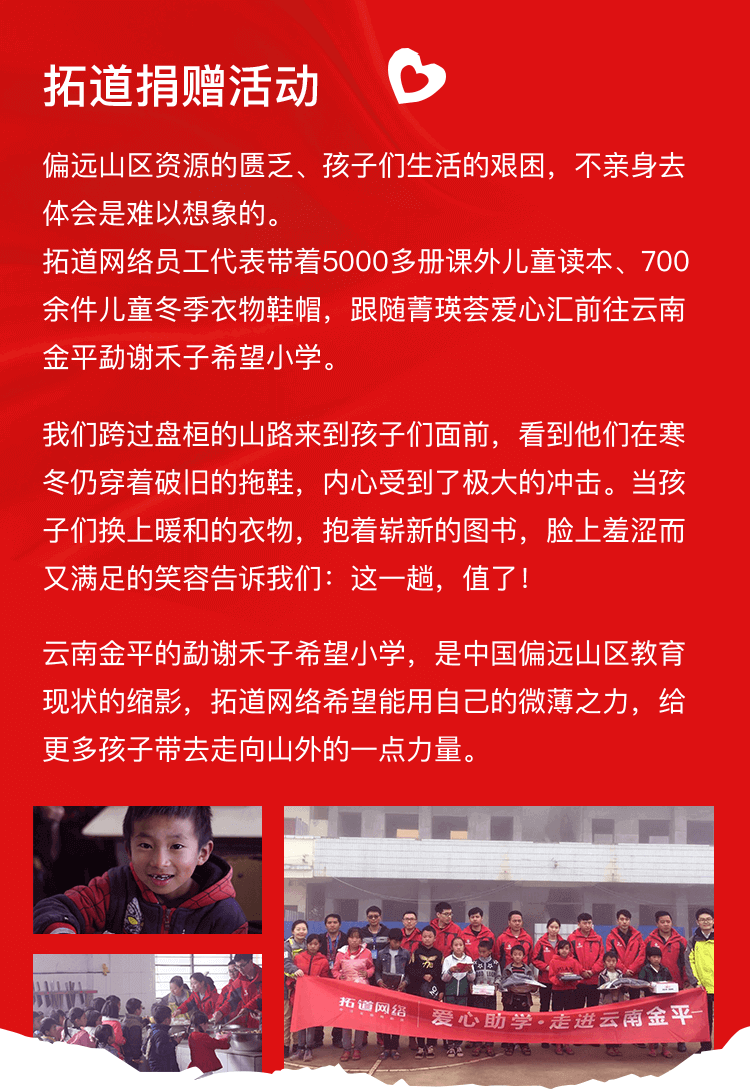 拓道捐赠活动
偏远山区资源的匮乏、孩子们生活的艰困，不亲身去
体会是难以想象的。
拓道网络员工代表带着5000多册课外儿童读本、700
余件儿童冬季衣物鞋帽，跟随菁瑛荟爱心汇前往云南
金平勐谢禾子希望小学。
我们跨过盘桓的山路来到孩子们面前，看到他们在寒
冬仍穿着破旧的拖鞋，内心受到了极大的冲击。当孩
子们换上暖和的衣物，抱着崭新的图书，脸上羞涩而
又满足的笑容告诉我们：这一趟，值了！
云南金平的勐谢禾子希望小学，是中国偏远山区教育
现状的缩影，拓道网络希望能用自己的微薄之力，给
更多孩子带去走向山外的一点力量。
拓道网络
爱心助学·走进云南金平